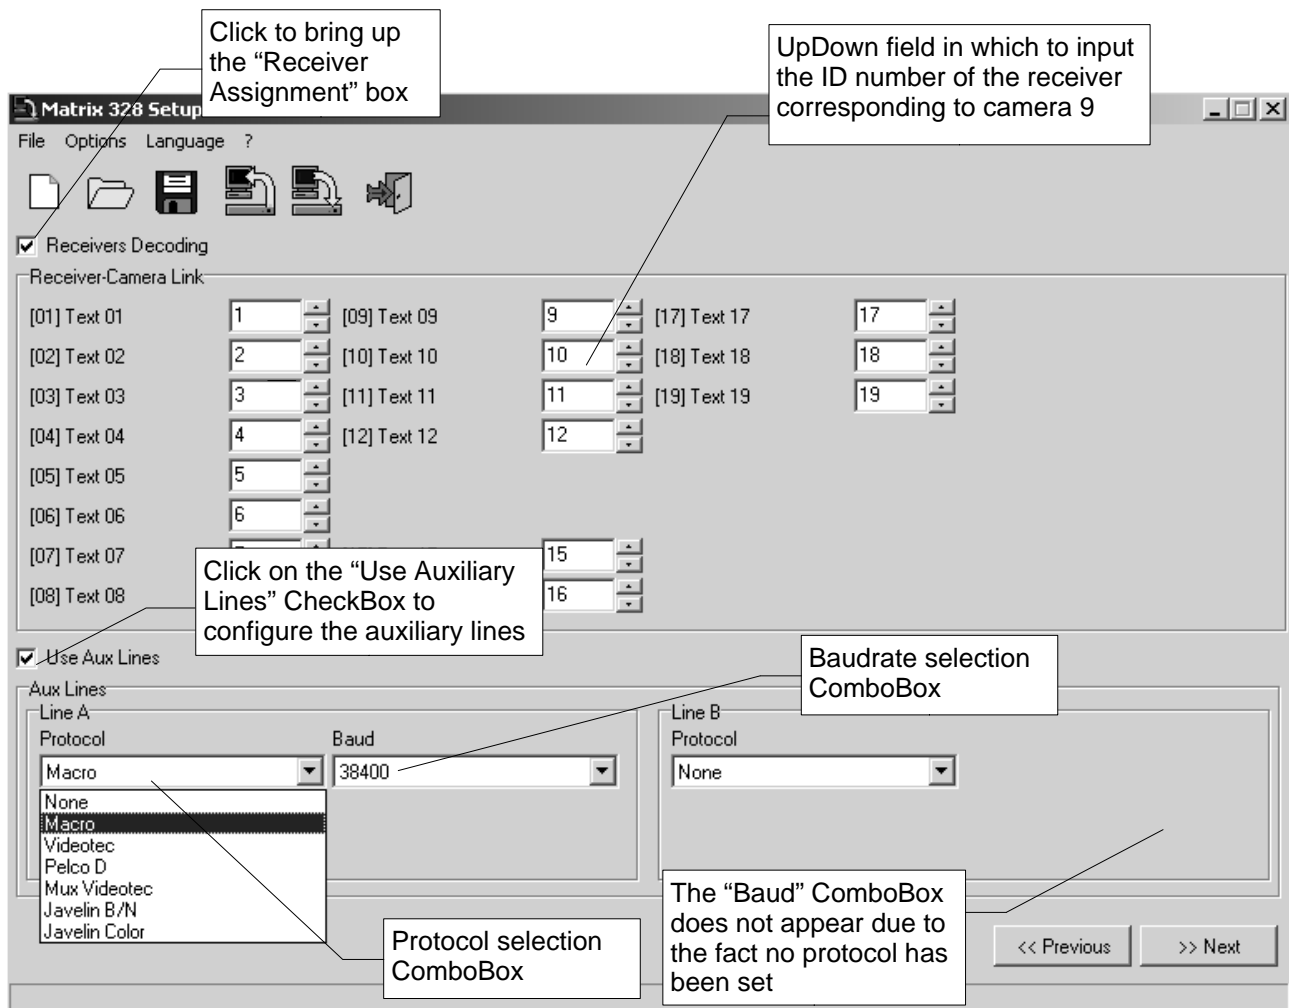 Click to bring up
the “Receiver
Assignment” box
UpDown field in which to input
the ID number of the receiver
corresponding to camera 9
Matrix 328 Setup
File Options Language ?
Receivers Decoding
Receiver-Camera Link
[01] Text 01 1 [09] Text 09 9 [17] Text 17 17
[02] Text 02 2 [10] Text 10 10 [18] Text 18 18
[03] Text 03 3 [11] Text 11 11 [19] Text 19 19
[04] Text 04 4 [12] Text 12 12
[05] Text 05 5
[06] Text 06 6
[07] Text 07 15
[08] Text 08 16
Click on the “Use Auxiliary
Lines” CheckBox to
configure the auxiliary lines
Use Aux Lines
Baudrate selection
ComboBox
Aux Lines
Line A
Protocol Baud
Macro 38400
None
Macro
Videotec
Pelco D
Mux Videotec
Javelin B/N
Javelin Color
Line B
Protocol
None
Protocol selection
ComboBox
The “Baud” ComboBox
does not appear due to
the fact no protocol has
been set
<< Previous >> Next